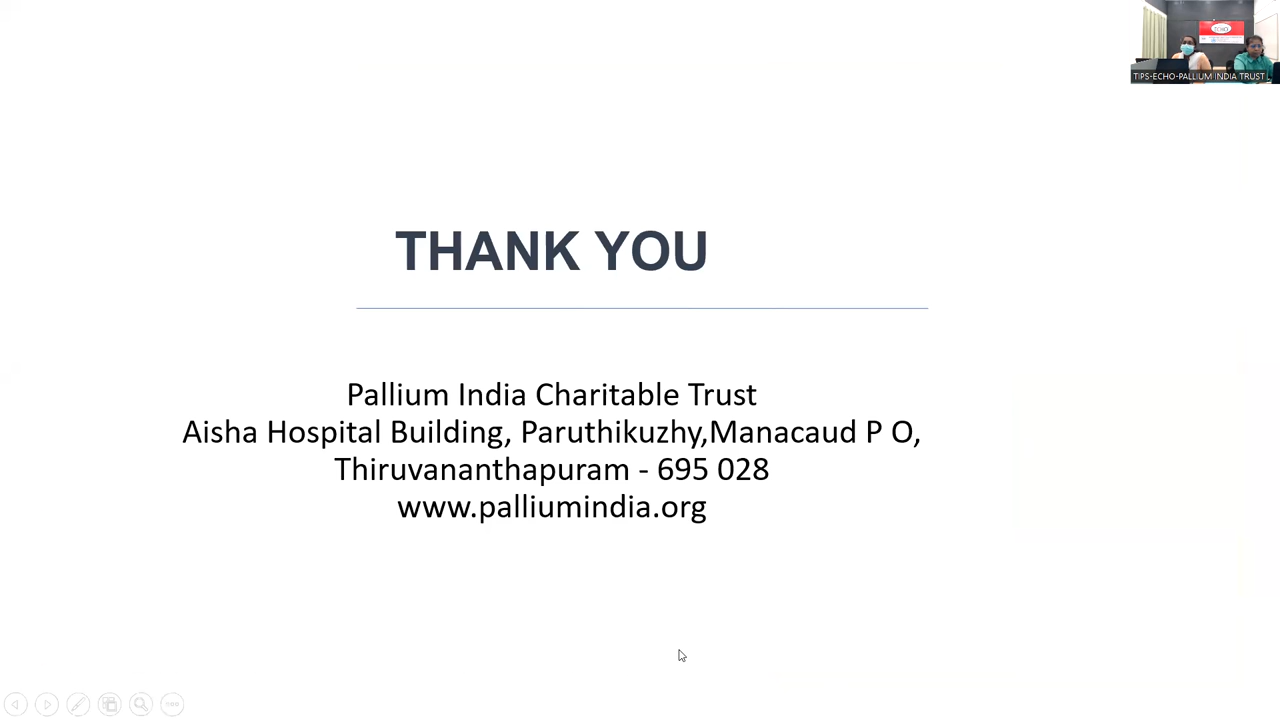 TIPS-ECHO-PALLIUM INDIA TRUST
THANK YOU
Pallium India Charitable Trust
Aisha Hospital Building, Paruthikuzhy,Manacaud P O,
Thiruvananthapuram - 695 028
www.palliumindia.org